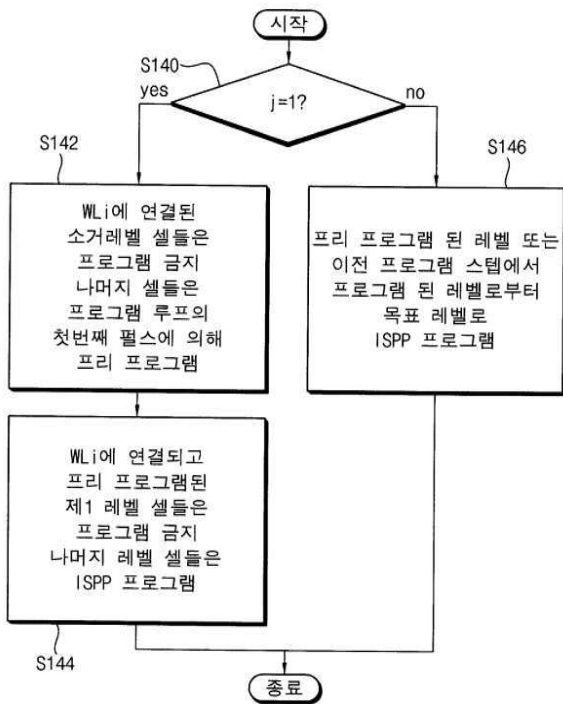 시작
S140
yes
j=1?
no
S142
WLi에 연결된
소거레벨 셀들은
프로그램 금지
나머지 셀들은
프로그램 루프의
첫번째 펄스에 의해
프리 프로그램
S146
프리 프로그램 된 레벨 또는
이전 프로그램 스텝에서
프로그램 된 레벨로부터
목표 레벨로
ISPP 프로그램
WLi에 연결되고
프리 프로그램된
제1 레벨 셀들은
프로그램 금지
나머지 레벨 셀들은
ISPP 프로그램
S144
종료